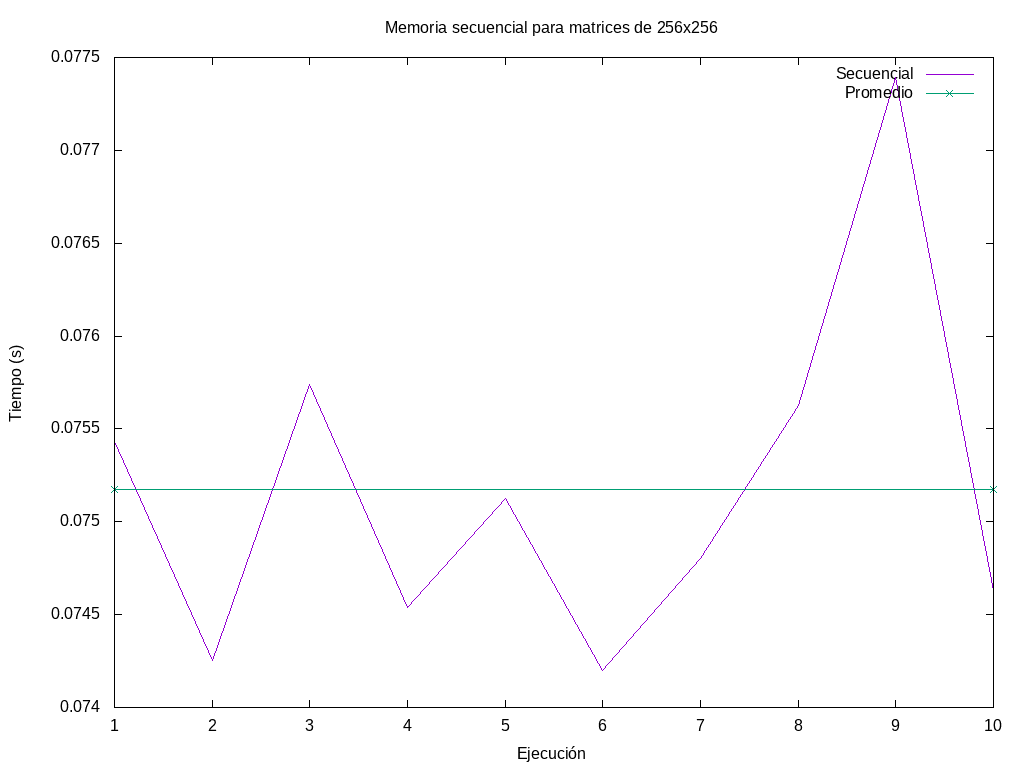 Memoria secuencial para matrices de 256x256
0.0775
0.077
0.0765
0.076
0.0755
0.075
0.0745
0.074
Tiempo (s)
Secuencial
Promedio
1 2 3 4 5 6 7 8 9 10
Ejecución